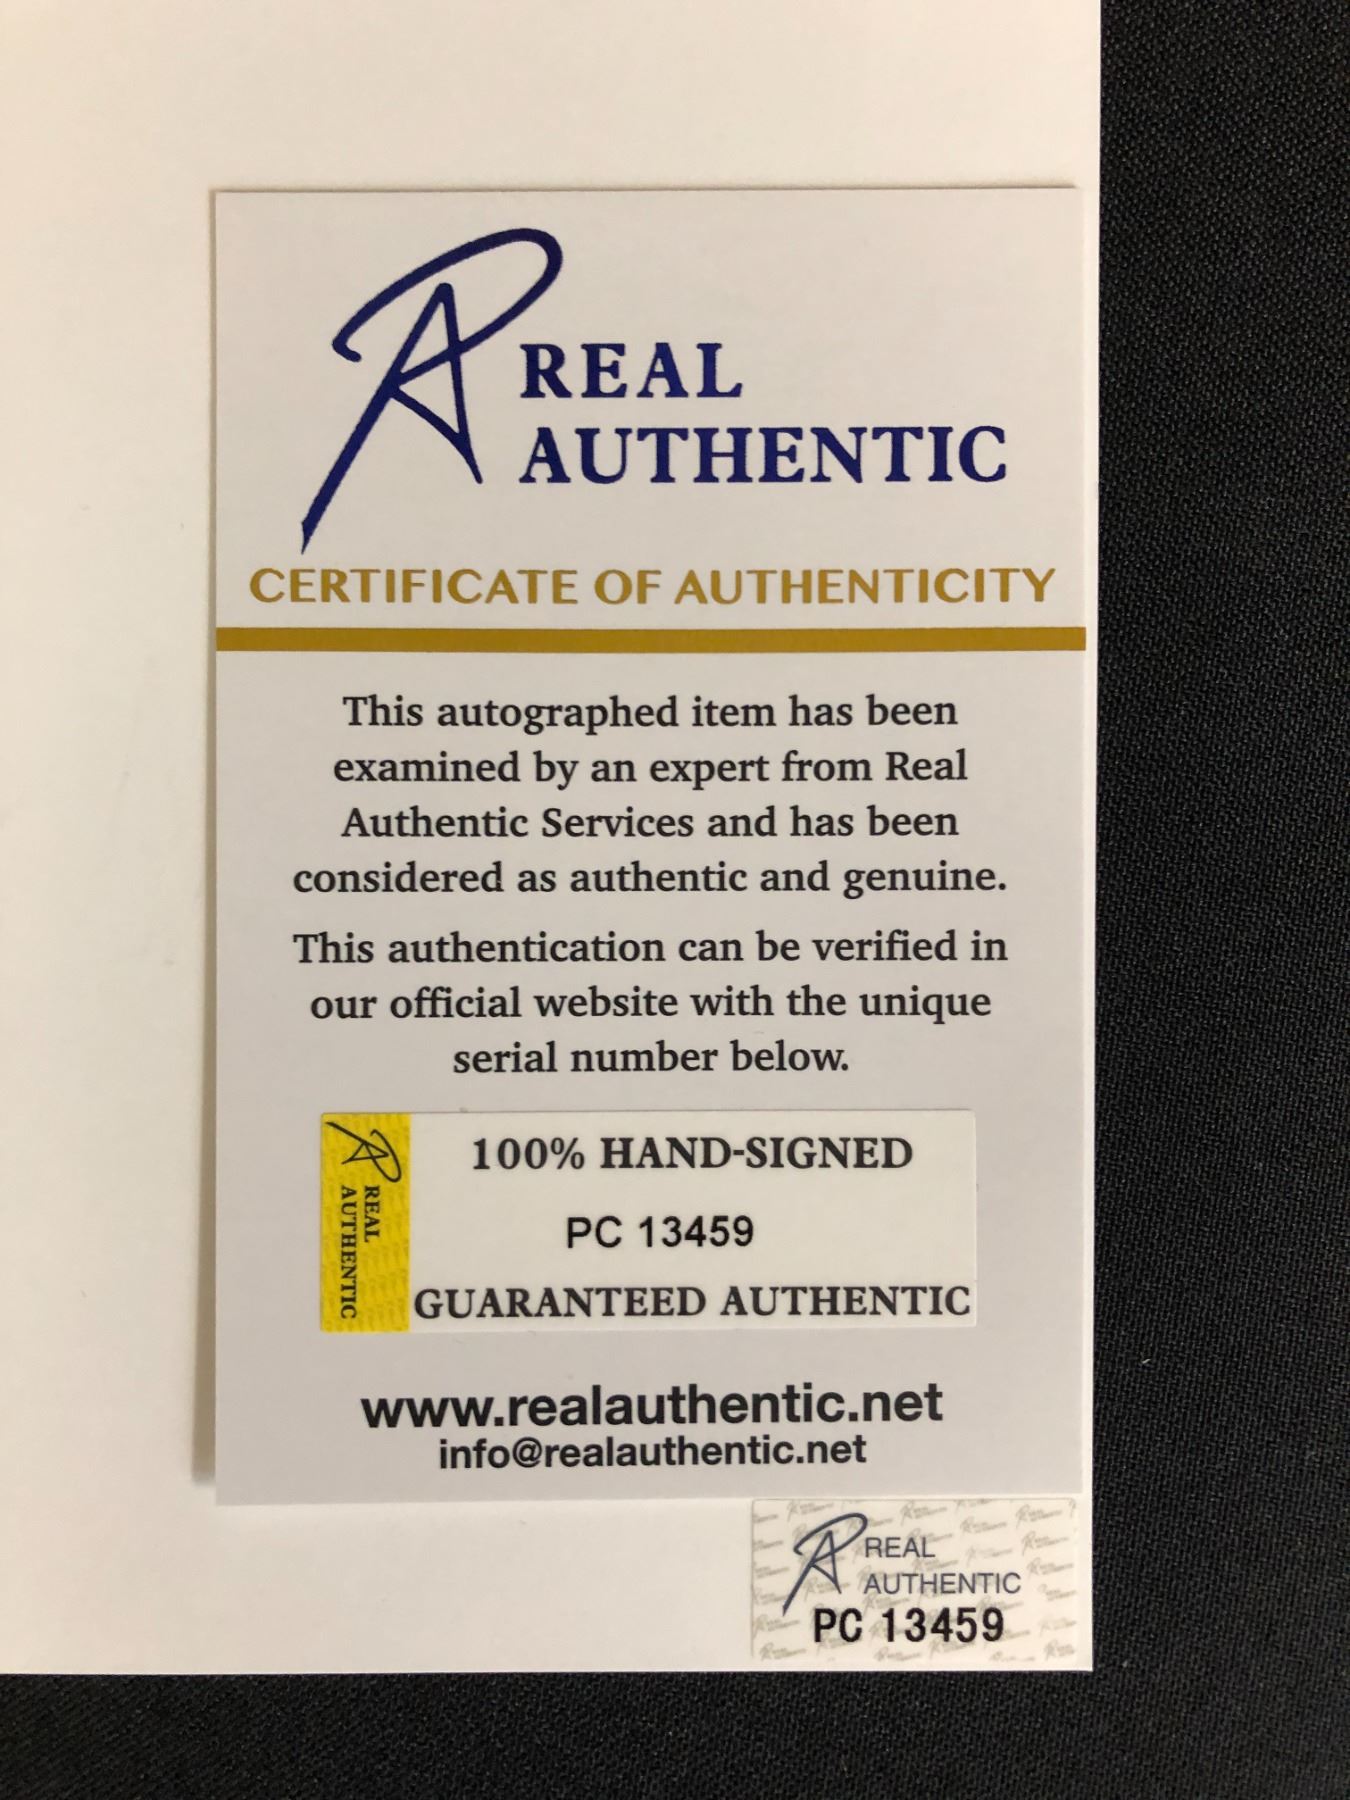 REAL
AUTHENTIC
CERTIFICATE OF AUTHENTICITY
This autographed item has been
examined by an expert from Real
Authentic Services and has been
considered as authentic and genuine.
This authentication can be verified in
our official website with the unique
serial number below.
REAL
AUTHENTIC
100% HAND-SIGNED
PC 13459
GUARANTEED AUTHENTIC
www.realauthentic.net
info@realauthentic.net
REAL
AUTHENTIC
PC 13459